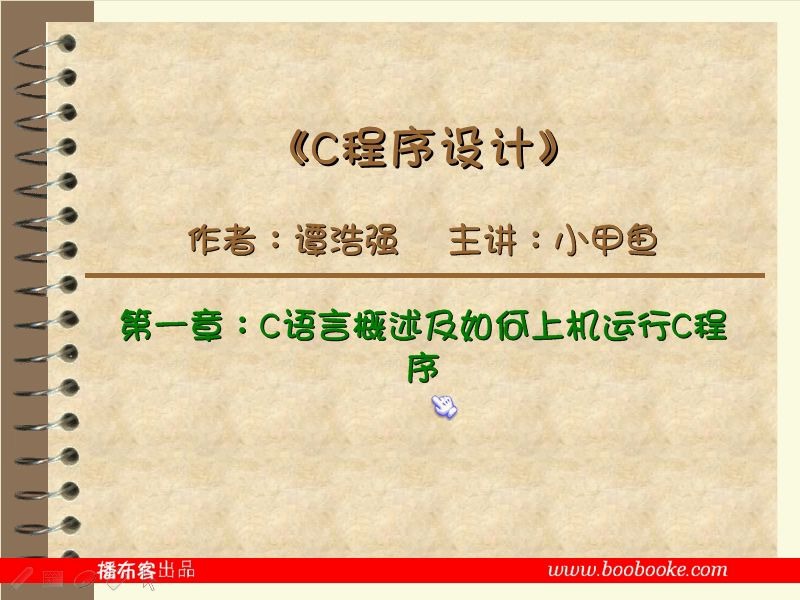 《C程序设计》
作者：谭浩强 主讲：小甲鱼
第一章：C语言概述及如何上机运行C程
序
播布客出品 www.boobooke.com